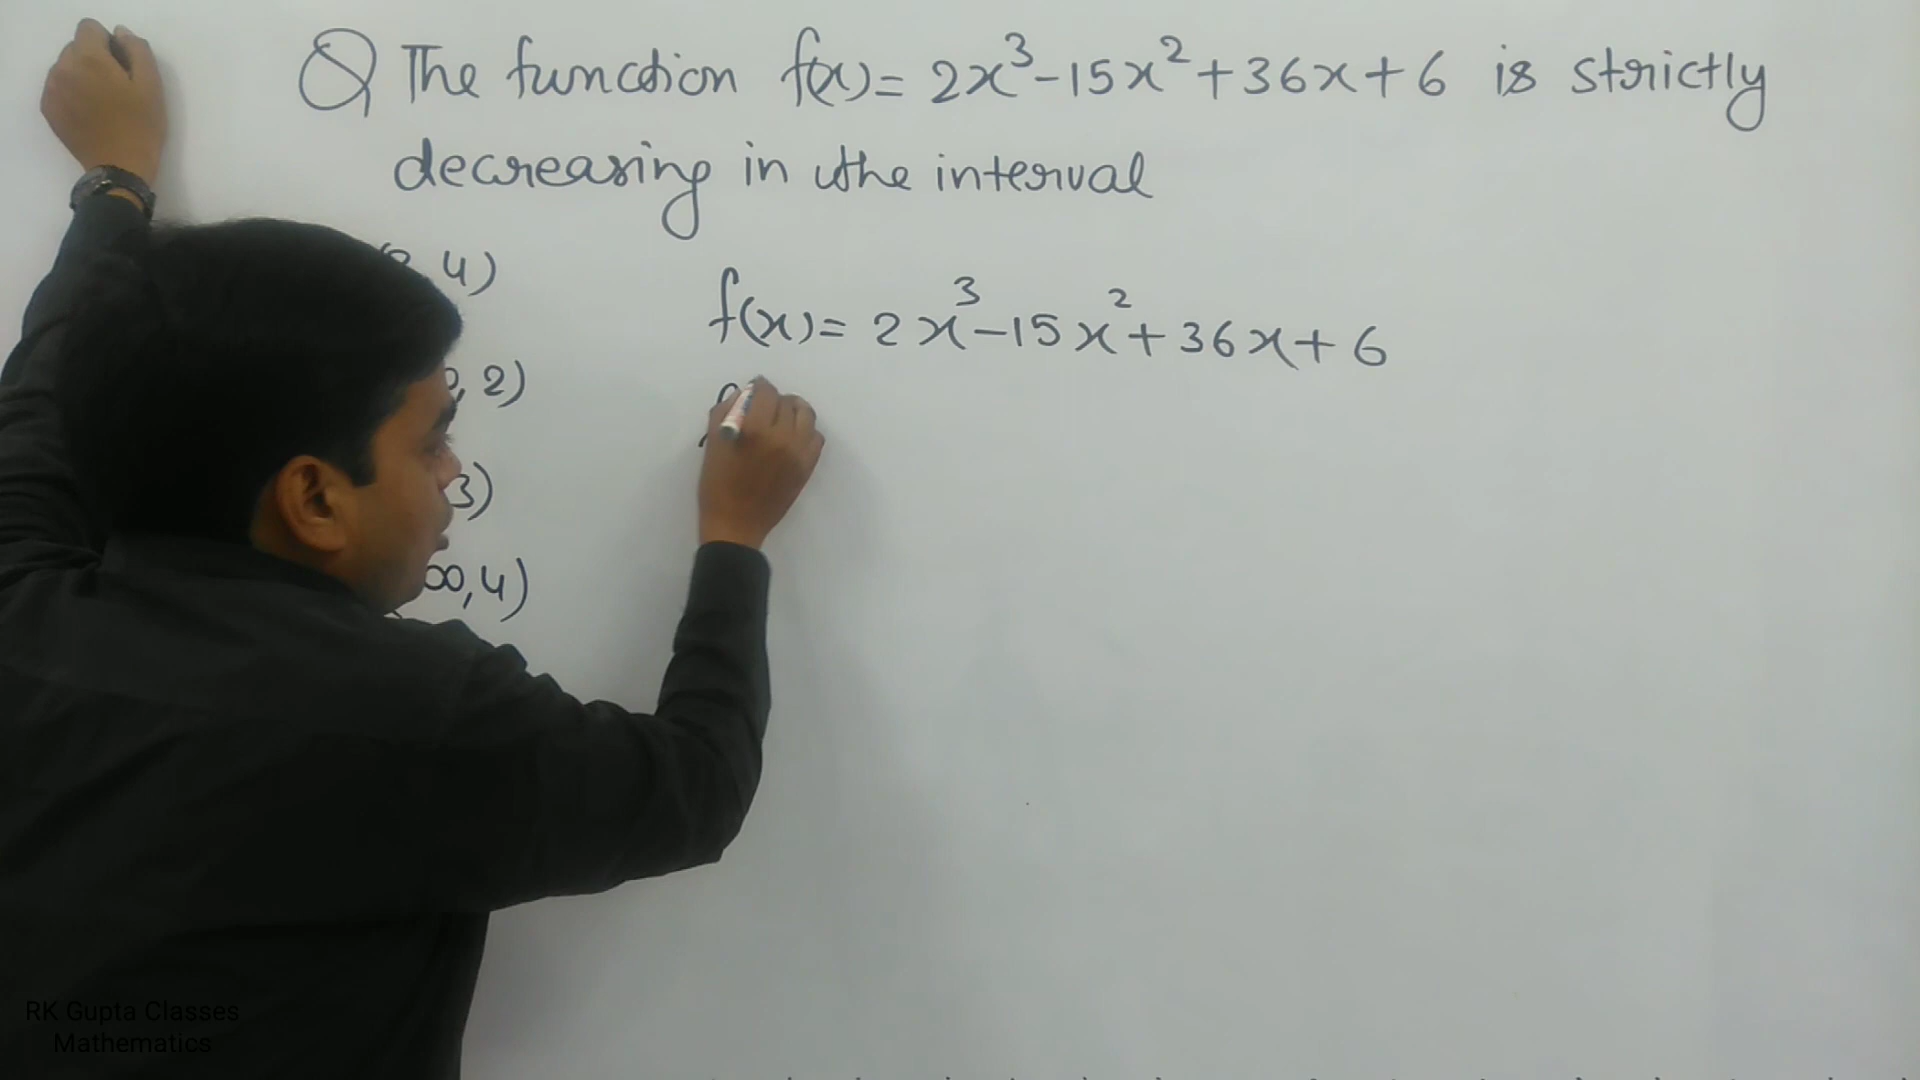 Q The function f(x) = 2x³-15x²+36x+6 is strictly
decreasing in the interval
, 4)
, 2)
3)
∞, 4)
f(x) = 2x³-15x²+36x+6
RK Gupta Classes
Mathematics